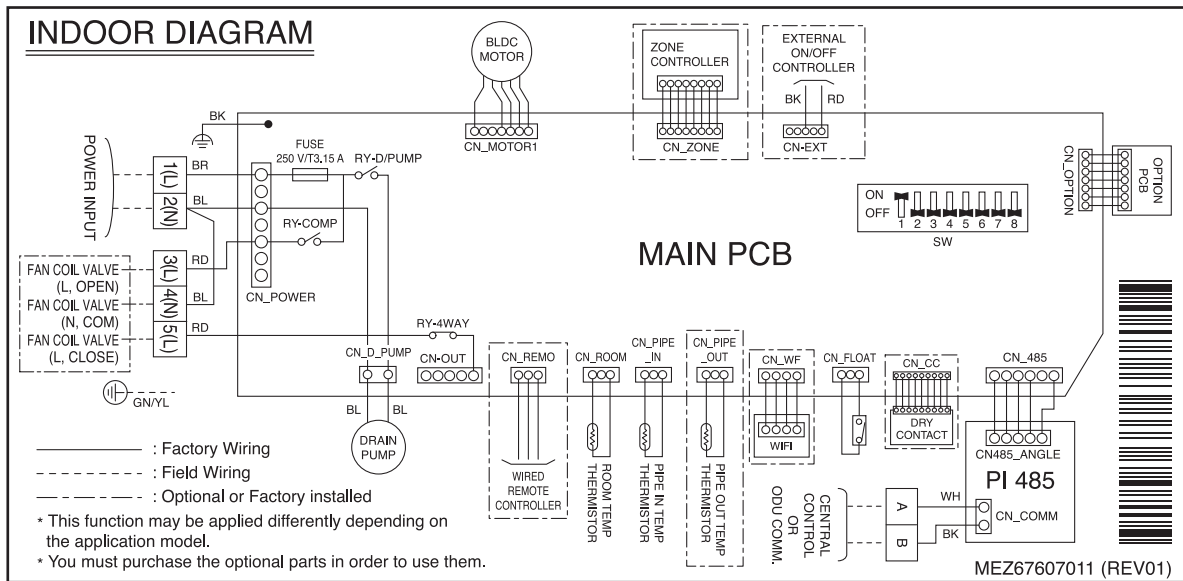 INDOOR DIAGRAM
BLDC
MOTOR
CN_MOTOR1
ZONE
CONTROLLER
CN_ZONE
EXTERNAL
ON/OFF
CONTROLLER
BK
RD
CN-EXT
BK
FUSE
250 V/T3.15 A
RY-D/PUMP
POWER INPUT
1(L)
BR
2(N)
BL
RY-COMP
CN_POWER
FAN COIL VALVE
(L, OPEN)
3(L)
RD
FAN COIL VALVE
(N, COM)
4(N)
BL
FAN COIL VALVE
(L, CLOSE)
5(L)
RD
GN/YL
MAIN PCB
ON
OFF
1 2 3 4 5 6 7 8
SW
CN_OPTION
OPTION
PCB
RY-4WAY
CN_D_PUMP
CN-OUT
BL
BL
DRAIN
PUMP
CN_REMO
WIRED
REMOTE
CONTROLLER
CN_ROOM
ROOM TEMP
THERMISTOR
CN_PIPE
_IN
PIPE IN TEMP
THERMISTOR
CN_PIPE
_OUT
PIPE OUT TEMP
THERMISTOR
CN_WF
WIFI
CN_FLOAT
CN_CC
DRY
CONTACT
CN_485
CN485_ANGLE
PI 485
CN_COMM
WH
BK
A
B
CENTRAL
CONTROL
OR
ODU COMM.
: Factory Wiring
: Field Wiring
: Optional or Factory installed
* This function may be applied differently depending on
the application model.
* You must purchase the optional parts in order to use them.
MEZ67607011 (REV01)